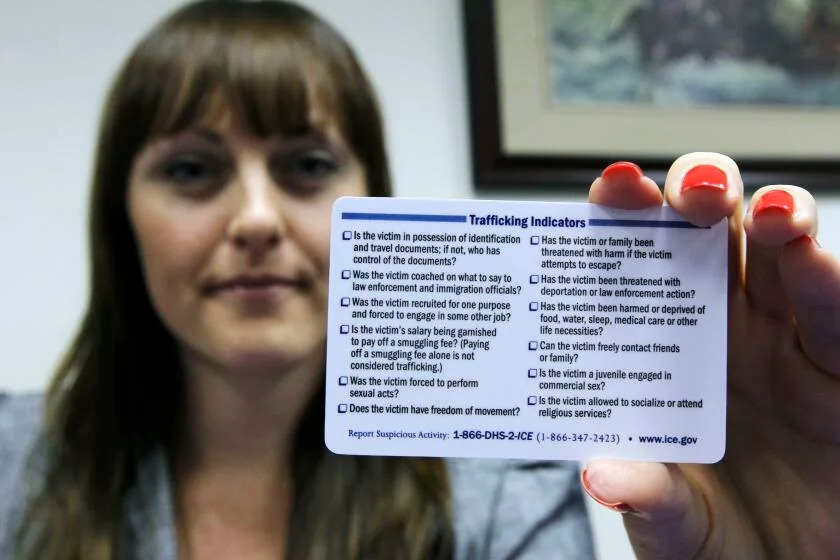 Trafficking Indicators
☐ Is the victim in possession of identification
and travel documents; if not, who has
control of the documents?
☐ Was the victim coached on what to say to
law enforcement and immigration officials?
☐ Was the victim recruited for one purpose
and forced to engage in some other job?
☐ Is the victim's salary being garnished
to pay off a smuggling fee? (Paying
off a smuggling fee alone is not
considered trafficking.)
☐ Was the victim forced to perform
sexual acts?
☐ Does the victim have freedom of movement?
☐ Has the victim or family been
threatened with harm if the victim
attempts to escape?
☐ Has the victim been threatened with
deportation or law enforcement action?
☐ Has the victim been harmed or deprived of
food, water, sleep, medical care or other
life necessities?
☐ Can the victim freely contact friends
or family?
☐ Is a juvenile engaged in
commercial sex?
☐ Is the victim allowed to socialize or attend
religious services?
Report Suspicious Activity: 1-866-DHS-2-ICE (1-866-347-2423) • www.ice.gov